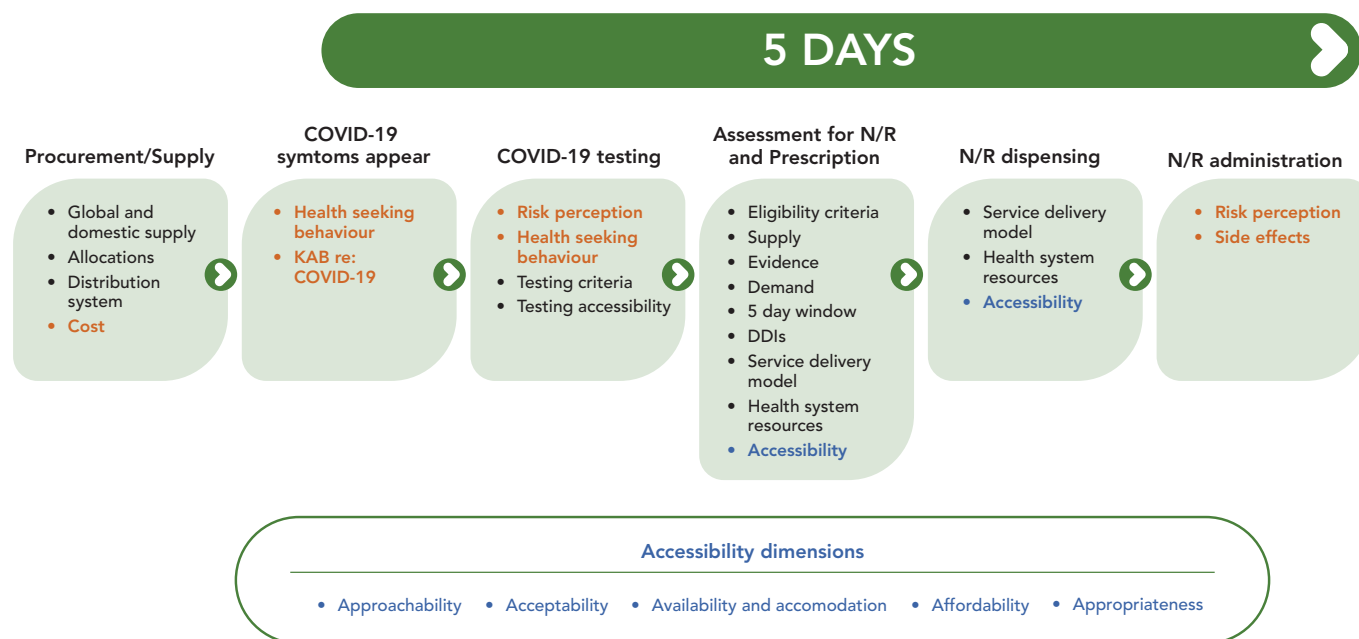 5 DAYS
Procurement/Supply
• Global and
domestic supply
• Allocations
• Distribution
system
• Cost
COVID-19
symtoms appear
• Health seeking
behaviour
• KAB re:
COVID-19
COVID-19 testing
• Risk perception
• Health seeking
behaviour
• Testing criteria
• Testing accessibility
Assessment for N/R
and Prescription
• Eligibility criteria
• Supply
• Evidence
• Demand
• 5 day window
• DDIs
• Service delivery
model
• Health system
resources
• Accessibility
N/R dispensing
• Service delivery
model
• Health system
resources
• Accessibility
N/R administration
• Risk perception
• Side effects
Accessibility dimensions
• Approachability • Acceptability • Availability and accomodation • Affordability • Appropriateness